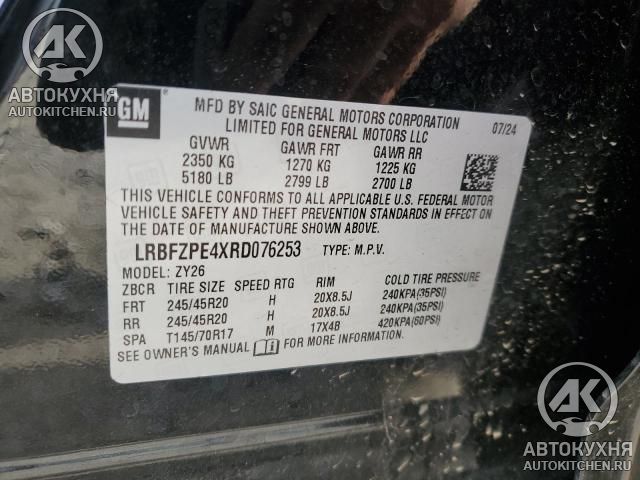 AK
АВТОКУХНЯ
AUTOKITCHEN.RU
GM
MFD BY SAIC GENERAL MOTORS CORPORATION
LIMITED FOR GENERAL MOTORS LLC
07/24
GVWR GAWR FRT GAWR RR
2350 KG 1270 KG 1225 KG
5180 LB 2799 LB 2700 LB
THIS VEHICLE CONFORMS TO ALL APPLICABLE U.S. FEDERAL MOTOR
VEHICLE SAFETY AND THEFT PREVENTION STANDARDS IN EFFECT ON
THE DATE OF MANUFACTURE SHOWN ABOVE.
LRBFZPE4XRD076253 TYPE: M.P.V.
MODEL: ZY26
ZBCR TIRE SIZE SPEED RTG RIM COLD TIRE PRESSURE
FRT 245/45R20 H 20X8.5J 240KPA(35PSI)
RR 245/45R20 H 20X8.5J 240KPA(35PSI)
SPA T145/70R17 M 17X4B 420KPA(60PSI)
SEE OWNER'S MANUAL FOR MORE INFORMATION.
AK
АВТОКУХНЯ
AUTOKITCHEN.RU